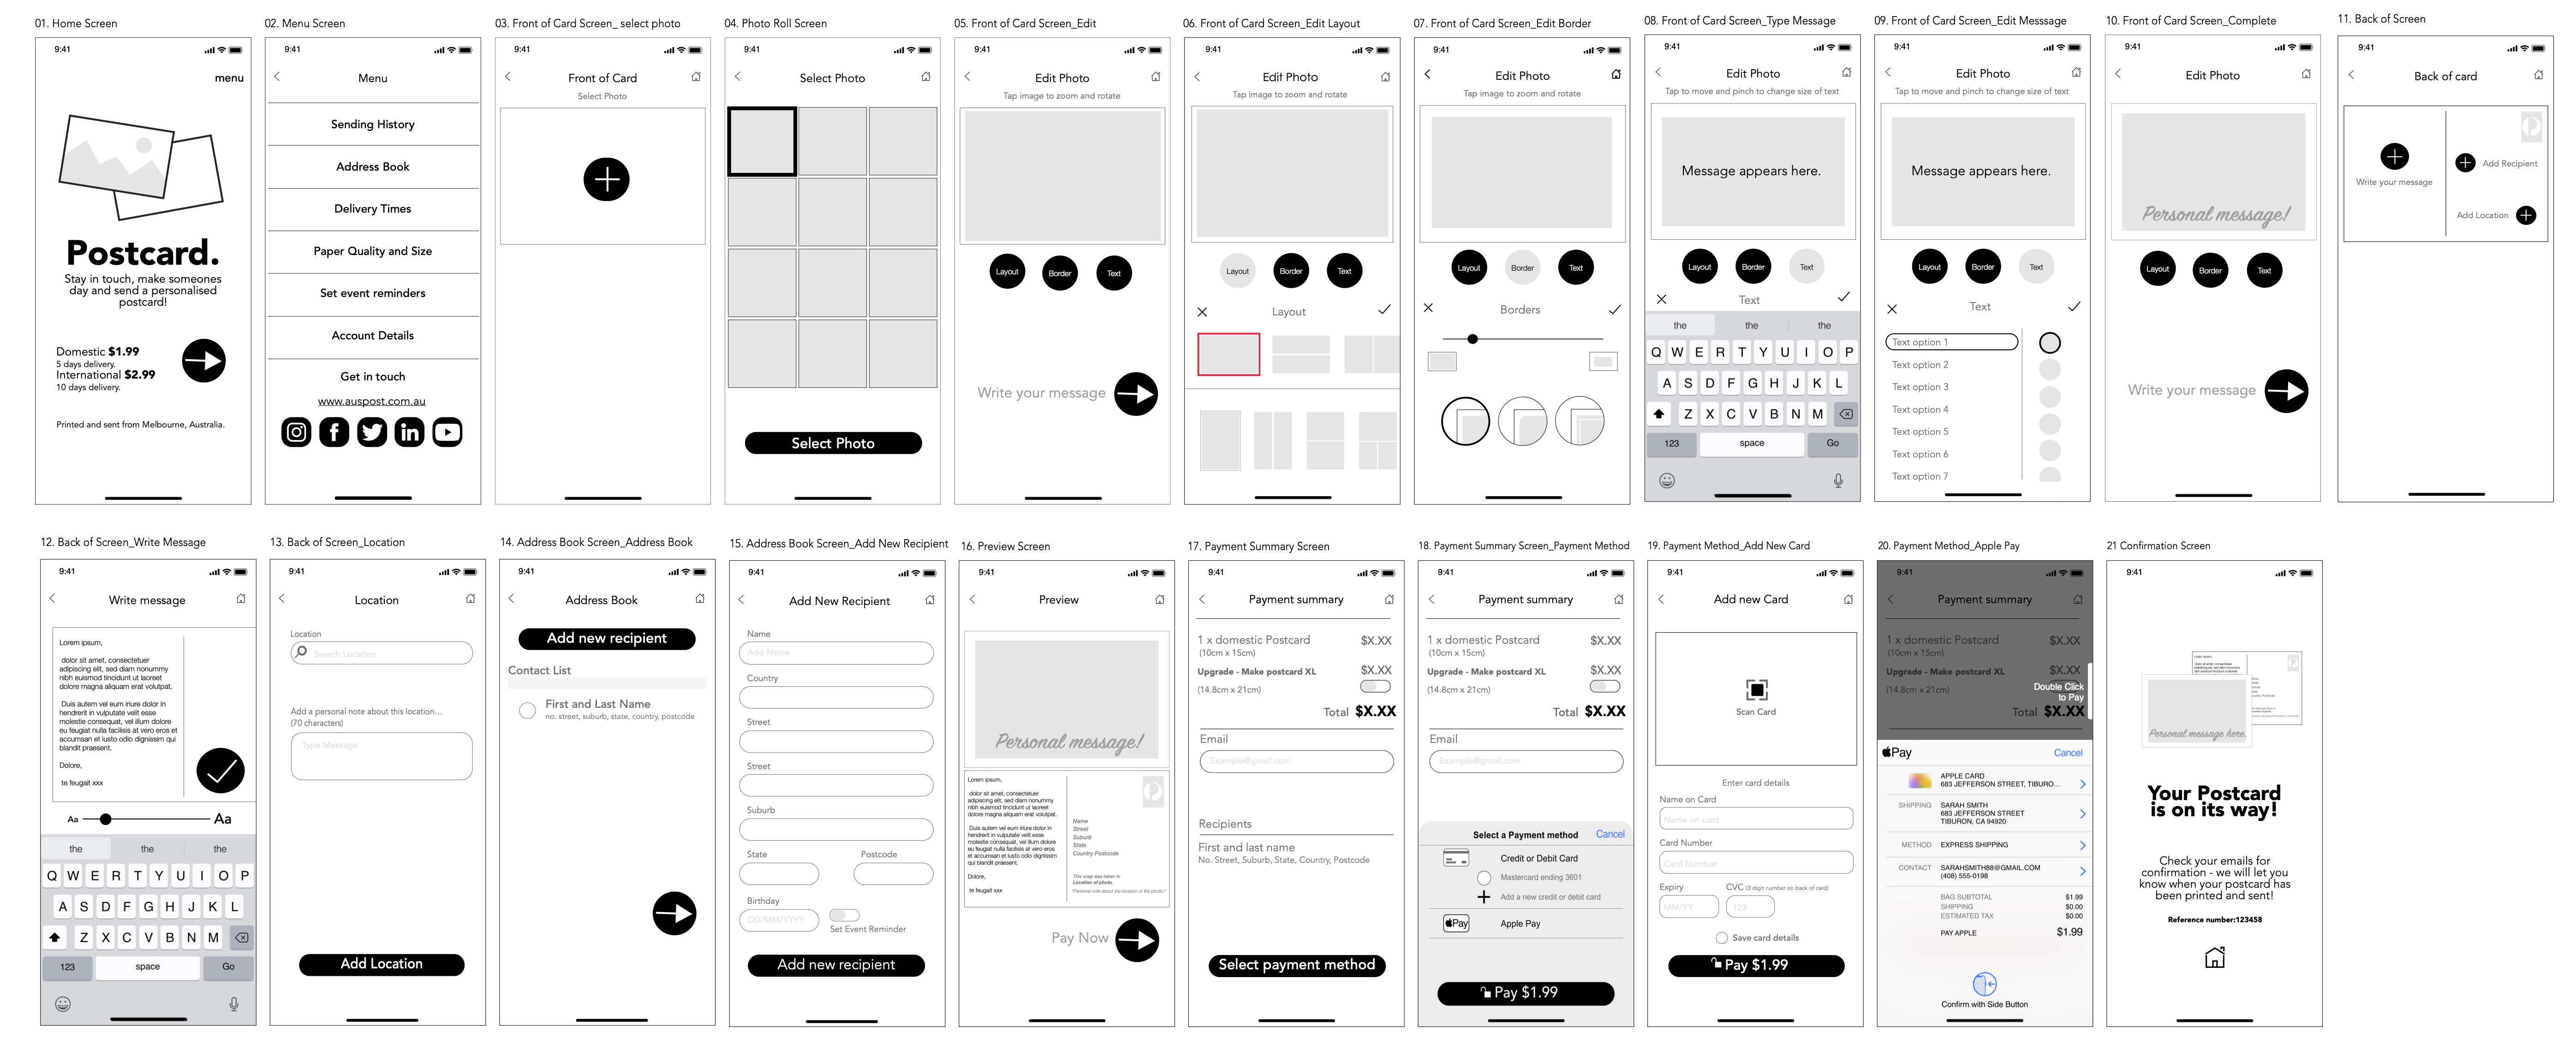 01. Home Screen
9:41
menu
Postcard.
Stay in touch, make someones
day and send a personalised
postcard!
Domestic $1.99
5 days delivery.
International $2.99
10 days delivery.
Printed and sent from Melbourne, Australia.
02. Menu Screen
9:41
Menu
Sending History
Address Book
Delivery Times
Paper Quality and Size
Set event reminders
Account Details
Get in touch
www.auspost.com.au
03. Front of Card Screen_ select photo
9:41
Front of Card
Select Photo
04. Photo Roll Screen
9:41
Select Photo
Select Photo
05. Front of Card Screen_Edit
9:41
Edit Photo
Tap image to zoom and rotate
Layout Border Text
Write your message
06. Front of Card Screen_Edit Layout
9:41
Edit Photo
Tap image to zoom and rotate
Layout Border Text
Layout
07. Front of Card Screen_Edit Border
9:41
Edit Photo
Tap image to zoom and rotate
Layout Border Text
Borders
08. Front of Card Screen_Type Message
9:41
Edit Photo
Tap to move and pinch to change size of text
Message appears here.
Layout Border Text
Text
the the the
Q W E R T Y U I O P
A S D F G H J K L
Z X C V B N M
123 space Go
09. Front of Card Screen_Edit Messsage
9:41
Edit Photo
Tap to move and pinch to change size of text
Message appears here.
Layout Border Text
Text
Text option 1
Text option 2
Text option 3
Text option 4
Text option 5
Text option 6
Text option 7
10. Front of Card Screen_Complete
9:41
Edit Photo
Personal message!
Layout Border Text
Write your message
11. Back of Screen
9:41
Back of card
Write your message
Add Recipient
Add Location
12. Back of Screen_Write Message
9:41
Write message
Lorem ipsum,
dolor sit amet, consectetuer
adipiscing elit, sed diam nonummy
nibh euismod tincidunt ut laoreet
dolore magna aliquam erat volutpat.
Duis autem vel eum iriure dolor in
hendrerit in vulputate velit esse
molestie consequat, vel illum dolore
eu feugiat nulla facilisis at vero eros et
accumsan et iusto odio dignissim qui
blandit praesent.
Dolore,
te feugait xxx
Aa Aa
the the the
Q W E R T Y U I O P
A S D F G H J K L
Z X C V B N M
123 space Go
13. Back of Screen_Location
9:41
Location
Location
Search Location
Add a personal note about this location...
(70 characters)
Type Message
Add Location
14. Address Book Screen_Address Book
9:41
Address Book
Add new recipient
Contact List
First and Last Name
no. street, suburb, state, country, postcode
15. Address Book Screen_Add New Recipient
9:41
Add New Recipient
Name
Add Name
Country
Street
Street
Suburb
State Postcode
Birthday
DD/MM/YYYY
Set Event Reminder
Add new recipient
16. Preview Screen
9:41
Preview
Personal message!
Lorem ipsum,
dolor sit amet, consectetuer
adipiscing elit, sed diam nonummy
nibh euismod tincidunt ut laoreet
dolore magna aliquam erat volutpat.
Duis autem vel eum iriure dolor in
hendrerit in vulputate velit esse
molestie consequat, vel illum dolore
eu feugiat nulla facilisis at vero eros et
accumsan et iusto odio dignissim qui
blandit praesent.
Dolore,
te feugait xxx
Name
Street
Suburb
State
Country Postcode
This snap was taken in
Location of photo.
"Personal note about the location of the photo."
Pay Now
17. Payment Summary Screen
9:41
Payment summary
1 x domestic Postcard $X.XX
(10cm x 15cm)
Upgrade - Make postcard XL $X.XX
(14.8cm x 21cm)
Total $X.XX
Email
Example@gmail.com
Recipients
First and last name
No. Street, Suburb, State, Country, Postcode
Select payment method
18. Payment Summary Screen_Payment Method
9:41
Payment summary
1 x domestic Postcard $X.XX
(10cm x 15cm)
Upgrade - Make postcard XL $X.XX
(14.8cm x 21cm)
Total $X.XX
Email
Example@gmail.com
Select a Payment method Cancel
Credit or Debit Card
Mastercard ending 3601
Add a new credit or debit card
Pay Apple Pay
Pay $1.99
19. Payment Method_Add New Card
9:41
Add new Card
Scan Card
Enter card details
Name on Card
Name on card
Card Number
Card Number
Expiry CVC (3 digit number on back of card)
MM/YY 123
Save card details
Pay $1.99
20. Payment Method_Apple Pay
9:41
Payment summary
1 x domestic Postcard $X.XX
(10cm x 15cm)
Upgrade - Make postcard XL $X.XX
(14.8cm x 21cm)
Double Click
to Pay
Total $X.XX
Pay Cancel
APPLE CARD
683 JEFFERSON STREET, TIBURO...
SHIPPING SARAH SMITH
683 JEFFERSON STREET
TIBURON, CA 94920
METHOD EXPRESS SHIPPING
CONTACT SARAHSMITH88@GMAIL.COM
(408) 555-0198
BAG SUBTOTAL $1.99
SHIPPING $0.00
ESTIMATED TAX $0.00
PAY APPLE $1.99
Confirm with Side Button
21 Confirmation Screen
9:41
Personal message here.
Your Postcard
is on its way!
Check your emails for
confirmation - we will let you
know when your postcard has
been printed and sent!
Reference number:123458